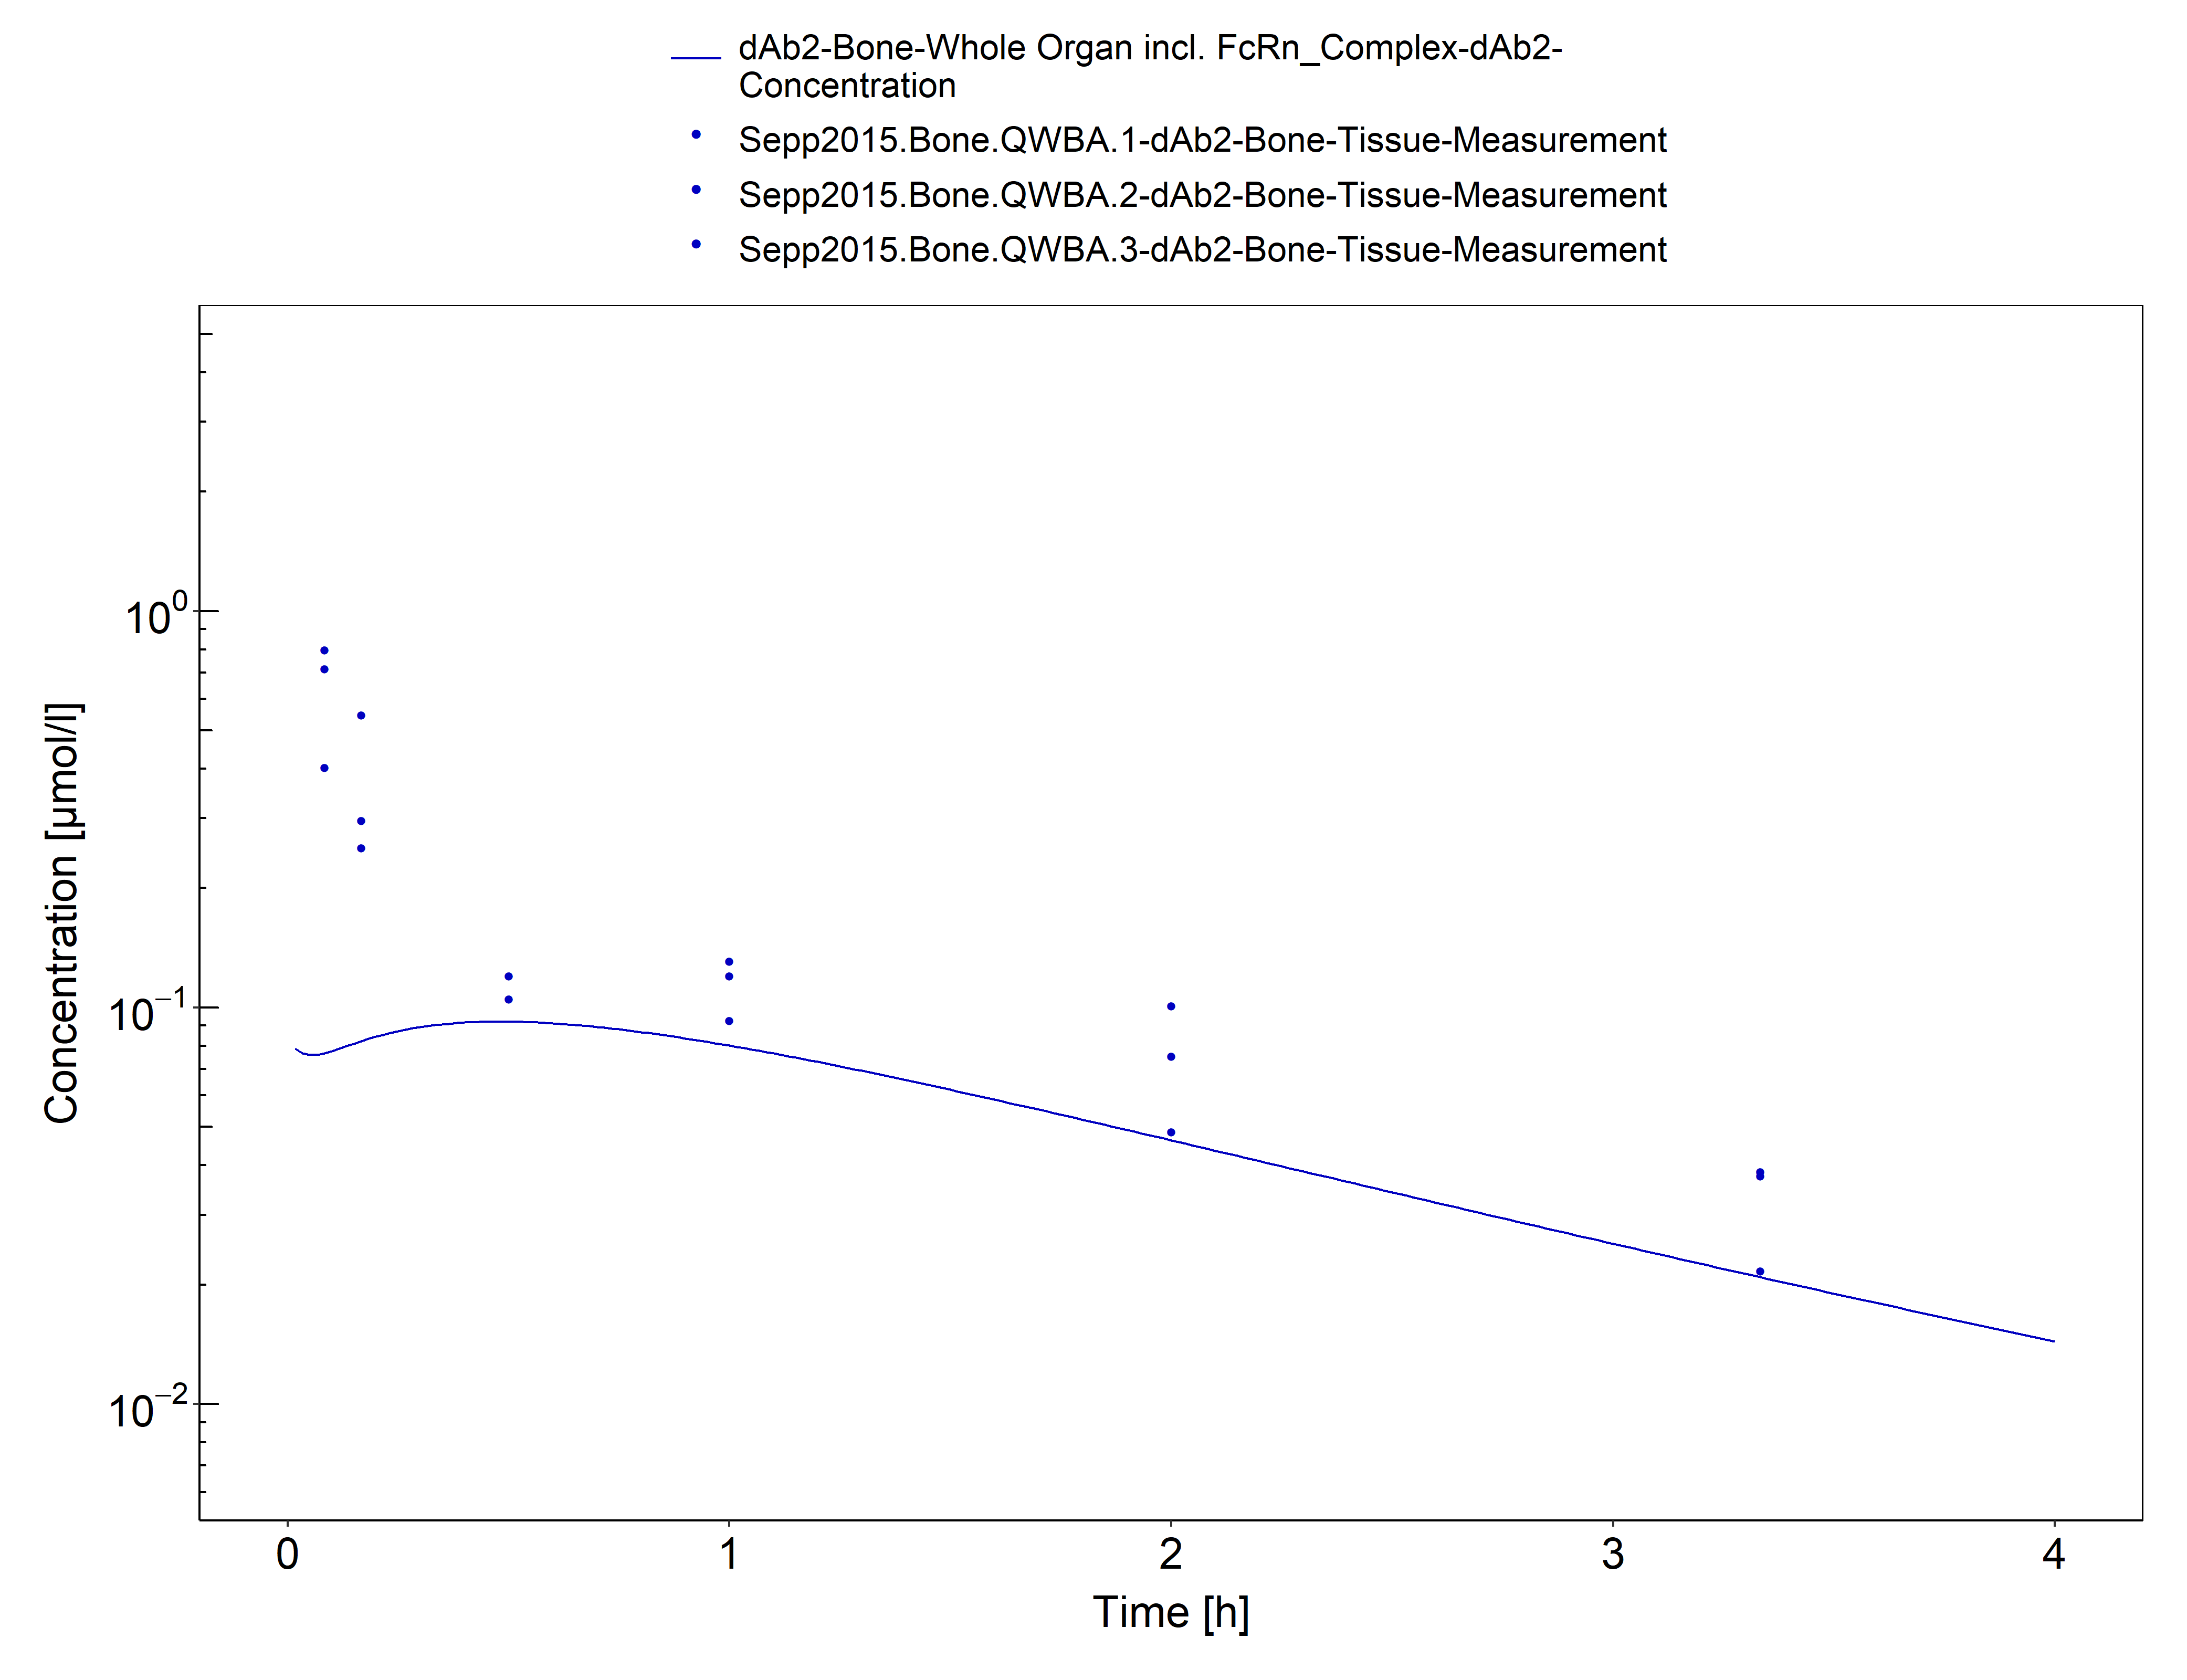 dAb2-Bone-Whole Organ incl. FcRn_Complex-dAb2-
Concentration
Sepp2015.Bone.QWBA.1-dAb2-Bone-Tissue-Measurement
Sepp2015.Bone.QWBA.2-dAb2-Bone-Tissue-Measurement
Sepp2015.Bone.QWBA.3-dAb2-Bone-Tissue-Measurement
Concentration [µmol/l]
10⁰
10⁻¹
10⁻²
0 1 2 3 4
Time [h]